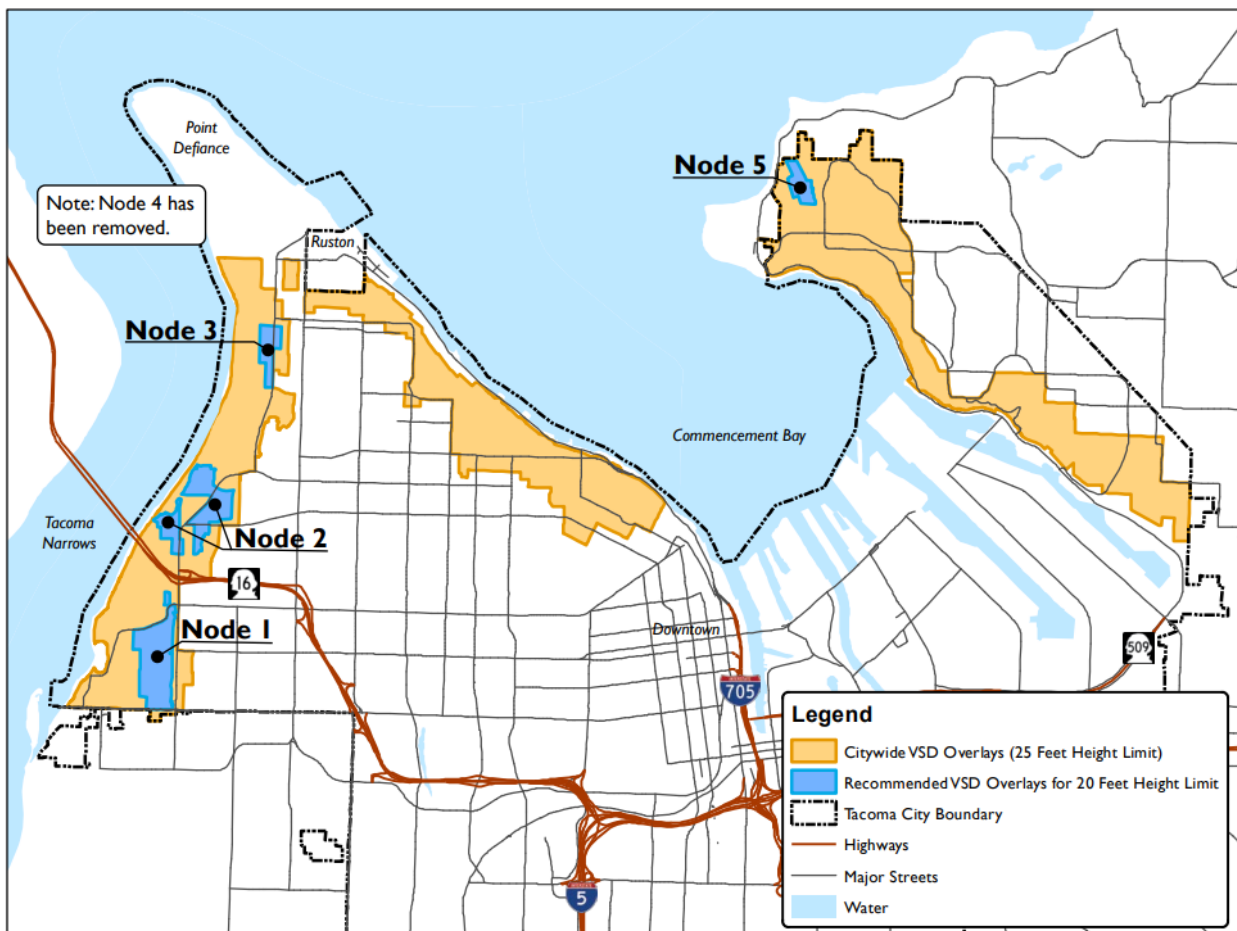 Point
Defiance
Note: Node 4 has
been removed.
Node 5
Ruston
Node 3
Commencement Bay
Tacoma
Narrows
Node 2
16
Node 1
Downtown
509
705
5
Legend
Citywide VSD Overlays (25 Feet Height Limit)
Recommended VSD Overlays for 20 Feet Height Limit
Tacoma City Boundary
Highways
Major Streets
Water